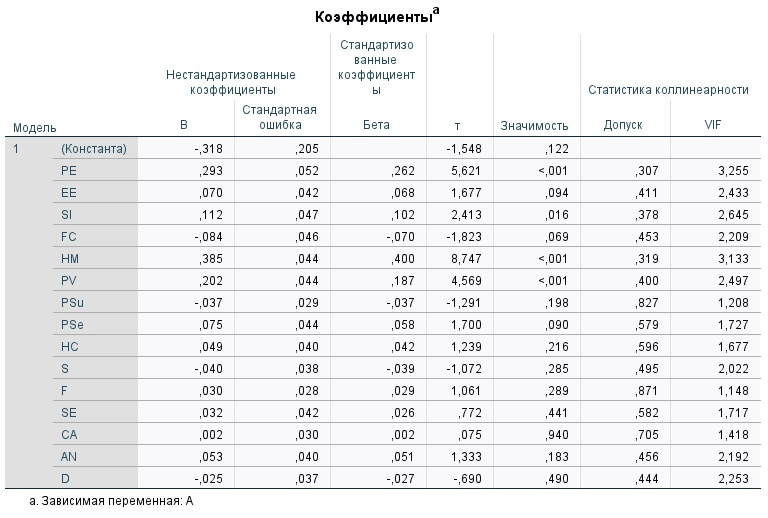 Коэффициентыa
Стандартизо
ванные
коэффициент
ы
Нестандартизованные
коэффициенты
Статистика коллинеарности
Модель B Стандартная
ошибка Бета т Значимость Допуск VIF
1 (Константа) -,318 ,205 -1,548 ,122
PE ,293 ,052 ,262 5,621 <,001 ,307 3,255
EE ,070 ,042 ,068 1,677 ,094 ,411 2,433
SI ,112 ,047 ,102 2,413 ,016 ,378 2,645
FC -,084 ,046 -,070 -1,823 ,069 ,453 2,209
HM ,385 ,044 ,400 8,747 <,001 ,319 3,133
PV ,202 ,044 ,187 4,569 <,001 ,400 2,497
PSu -,037 ,029 -,037 -1,291 ,198 ,827 1,208
PSe ,075 ,044 ,058 1,700 ,090 ,579 1,727
HC ,049 ,040 ,042 1,239 ,216 ,596 1,677
S -,040 ,038 -,039 -1,072 ,285 ,495 2,022
F ,030 ,028 ,029 1,061 ,289 ,871 1,148
SE ,032 ,042 ,026 ,772 ,441 ,582 1,717
CA ,002 ,030 ,002 ,075 ,940 ,705 1,418
AN ,053 ,040 ,051 1,333 ,183 ,456 2,192
D -,025 ,037 -,027 -,690 ,490 ,444 2,253
a. Зависимая переменная: A